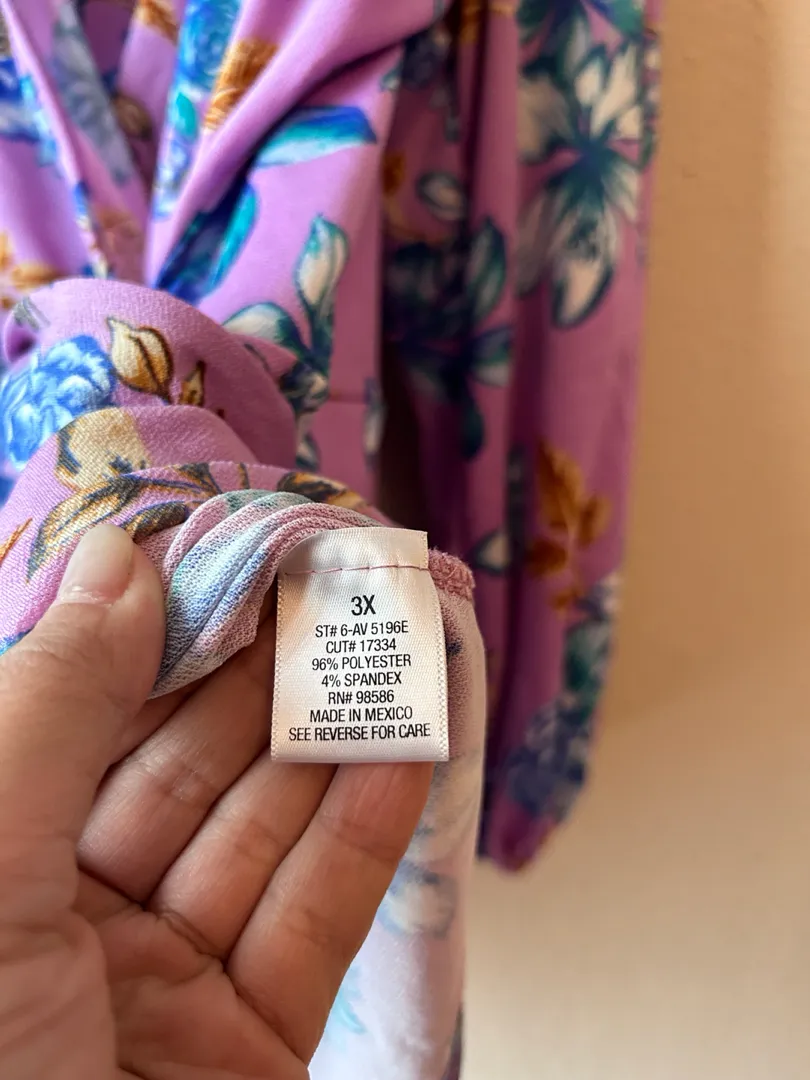 3X
ST# 6-AV 5196E
CUT# 17334
96% POLYESTER
4% SPANDEX
RN# 98586
MADE IN MEXICO
SEE REVERSE FOR CARE